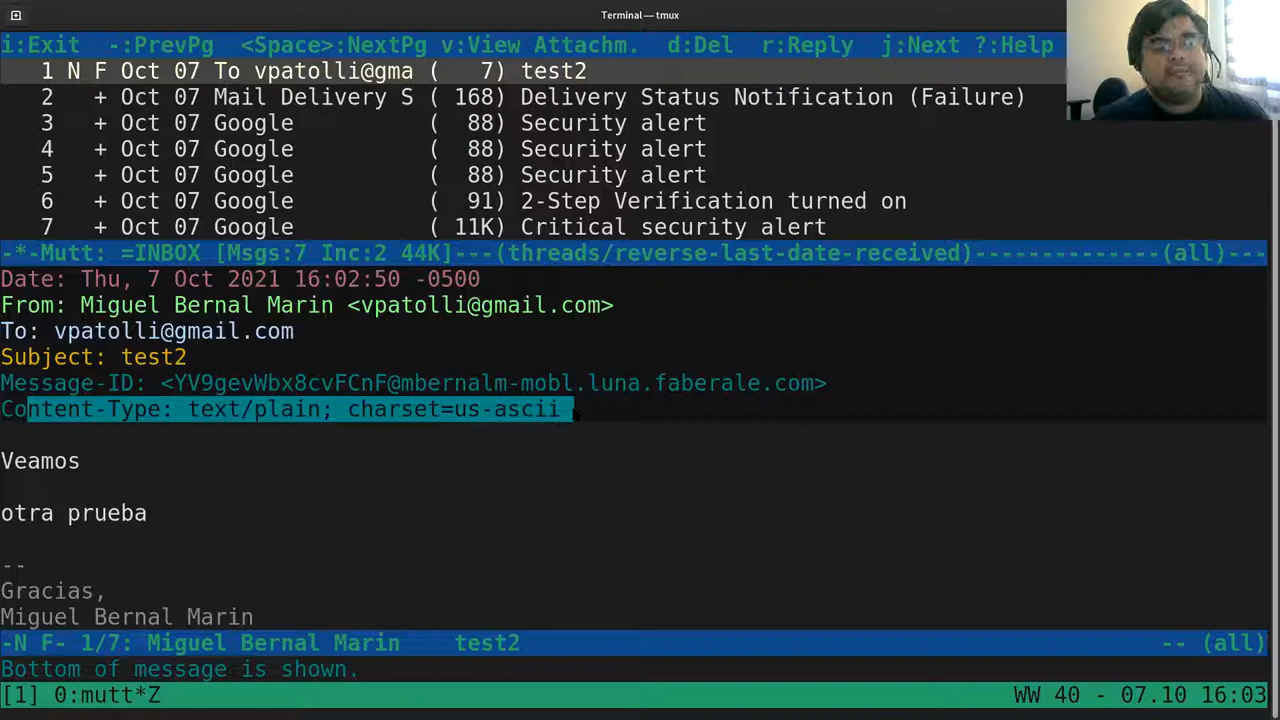 Terminal — tmux
i:Exit  -:PrevPg  <Space>:NextPg v:View Attachm.  d:Del  r:Reply  j:Next ?:Help
1 N F Oct 07 To vpatolli@gma (   7) test2
2   + Oct 07 Mail Delivery S ( 168) Delivery Status Notification (Failure)
3   + Oct 07 Google          (  88) Security alert
4   + Oct 07 Google          (  88) Security alert
5   + Oct 07 Google          (  88) Security alert
6   + Oct 07 Google          (  91) 2-Step Verification turned on
7   + Oct 07 Google          ( 11K) Critical security alert
-*-Mutt: =INBOX [Msgs:7 Inc:2 44K]---(threads/reverse-last-date-received)--------------(all)---
Date: Thu, 7 Oct 2021 16:02:50 -0500
From: Miguel Bernal Marin <vpatolli@gmail.com>
To: vpatolli@gmail.com
Subject: test2
Message-ID: <YV9gevWbx8cvFCnF@mbernalm-mobl.luna.faberale.com>
Content-Type: text/plain; charset=us-ascii
Veamos
otra prueba
--
Gracias,
Miguel Bernal Marin
-N F- 1/7: Miguel Bernal Marin    test2    -- (all)
Bottom of message is shown.
[1] 0:mutt*Z    WW 40 - 07.10 16:03